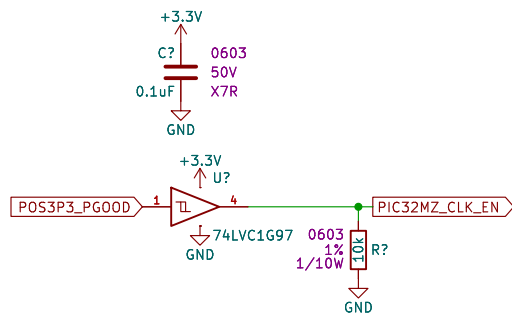 +3.3V
C? 0603
50V
0.1uF X7R
GND
+3.3V
U?
POS3P3_PGOOD 1 4 PIC32MZ_CLK_EN
74LVC1G97
GND
0603
1%
1/10W
10k
R?
GND